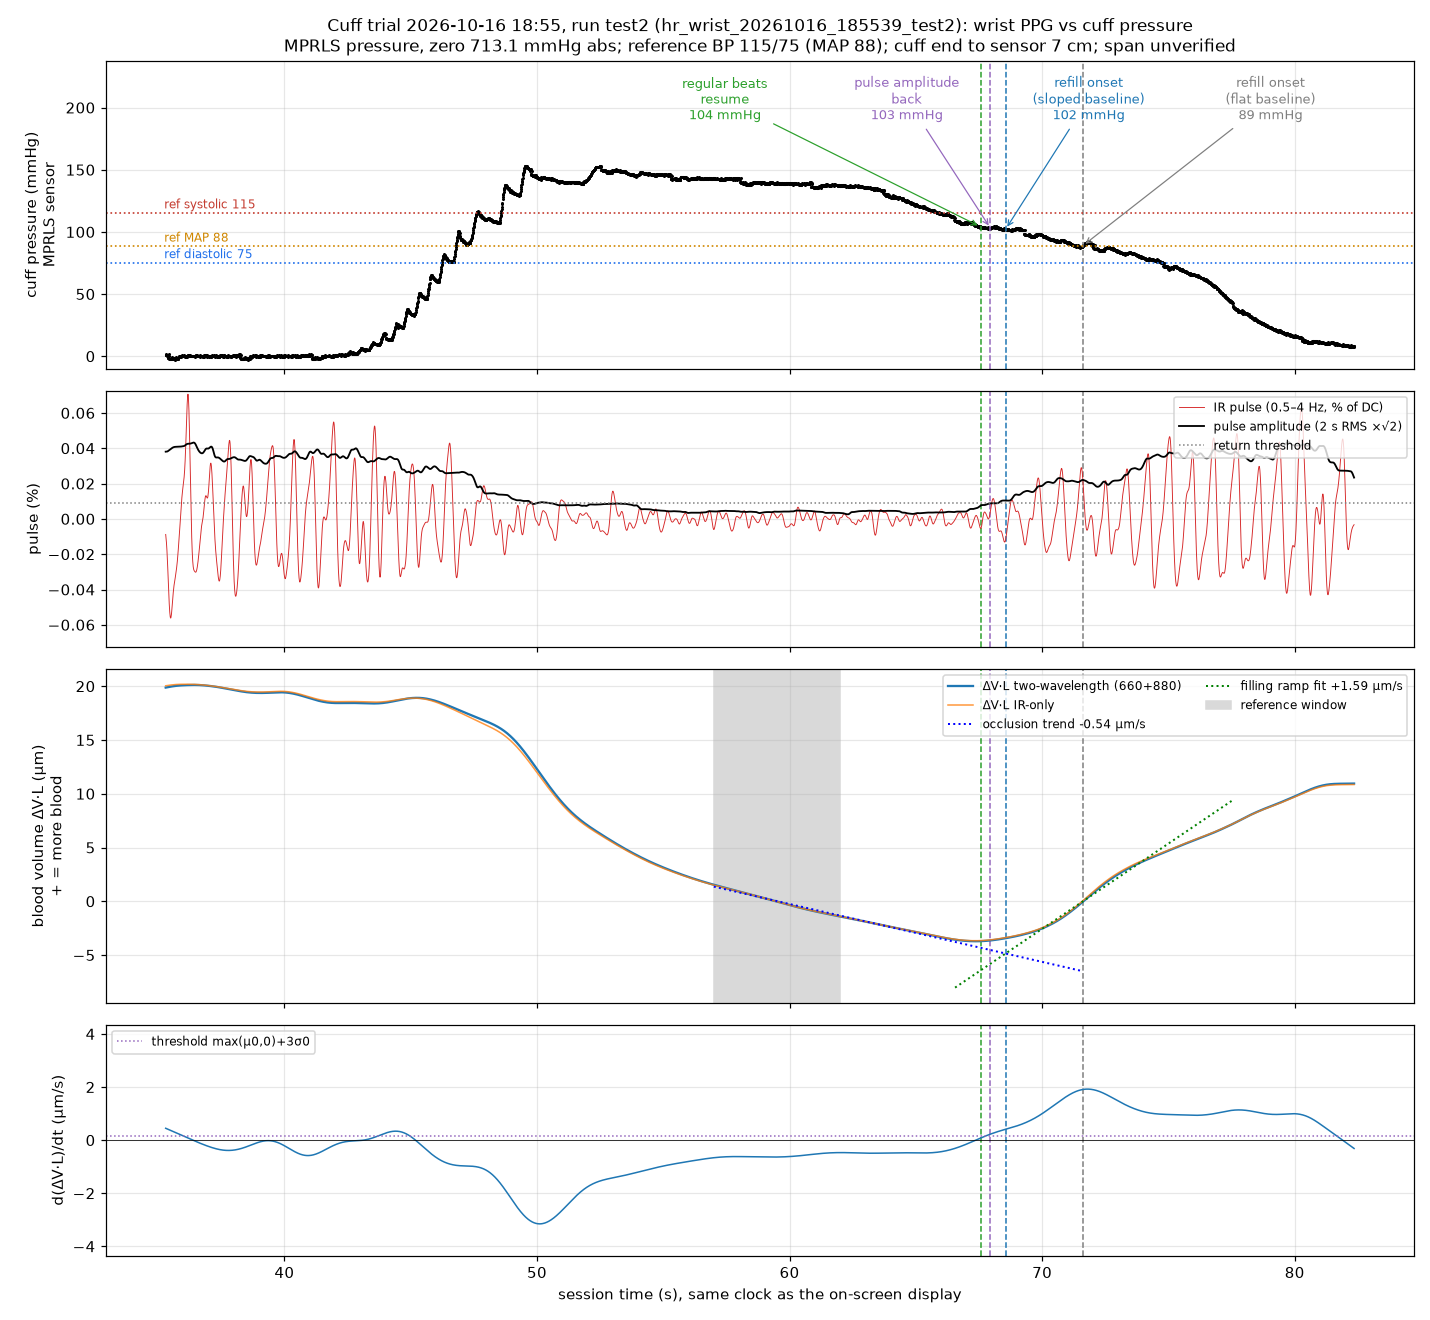 Cuff trial 2026-10-16 18:55, run test2 (hr_wrist_20261016_185539_test2): wrist PPG vs cuff pressure
MPRLS pressure, zero 713.1 mmHg abs; reference BP 115/75 (MAP 88); cuff end to sensor 7 cm; span unverified
cuff pressure (mmHg)
MPRLS sensor
200
150
100
50
0
regular beats
resume
104 mmHg
pulse amplitude
back
103 mmHg
refill onset
(sloped baseline)
102 mmHg
refill onset
(flat baseline)
89 mmHg
ref systolic 115
ref MAP 88
ref diastolic 75
pulse (%)
0.06
0.04
0.02
0.00
−0.02
−0.04
−0.06
IR pulse (0.5–4 Hz, % of DC)
pulse amplitude (2 s RMS ×√2)
return threshold
blood volume ΔV·L (µm)
+ = more blood
20
15
10
5
0
−5
ΔV·L two-wavelength (660+880)
ΔV·L IR-only
occlusion trend -0.54 µm/s
filling ramp fit +1.59 µm/s
reference window
d(ΔV·L)/dt (µm/s)
4
2
0
−2
−4
threshold max(µ0,0)+3σ0
40
50
60
70
80
session time (s), same clock as the on-screen display